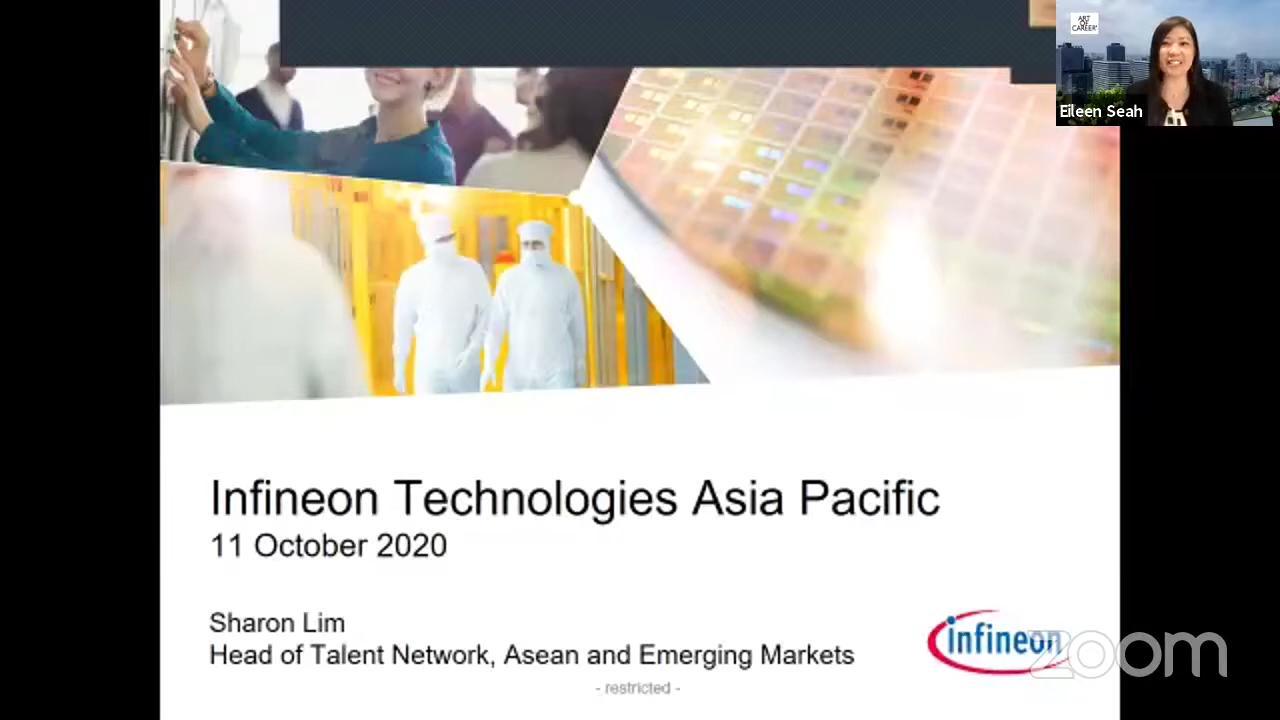 ART
OF
CAREER
Eileen Seah
Infineon Technologies Asia Pacific
11 October 2020
Sharon Lim
Head of Talent Network, Asean and Emerging Markets
infineon
zoom
- restricted -